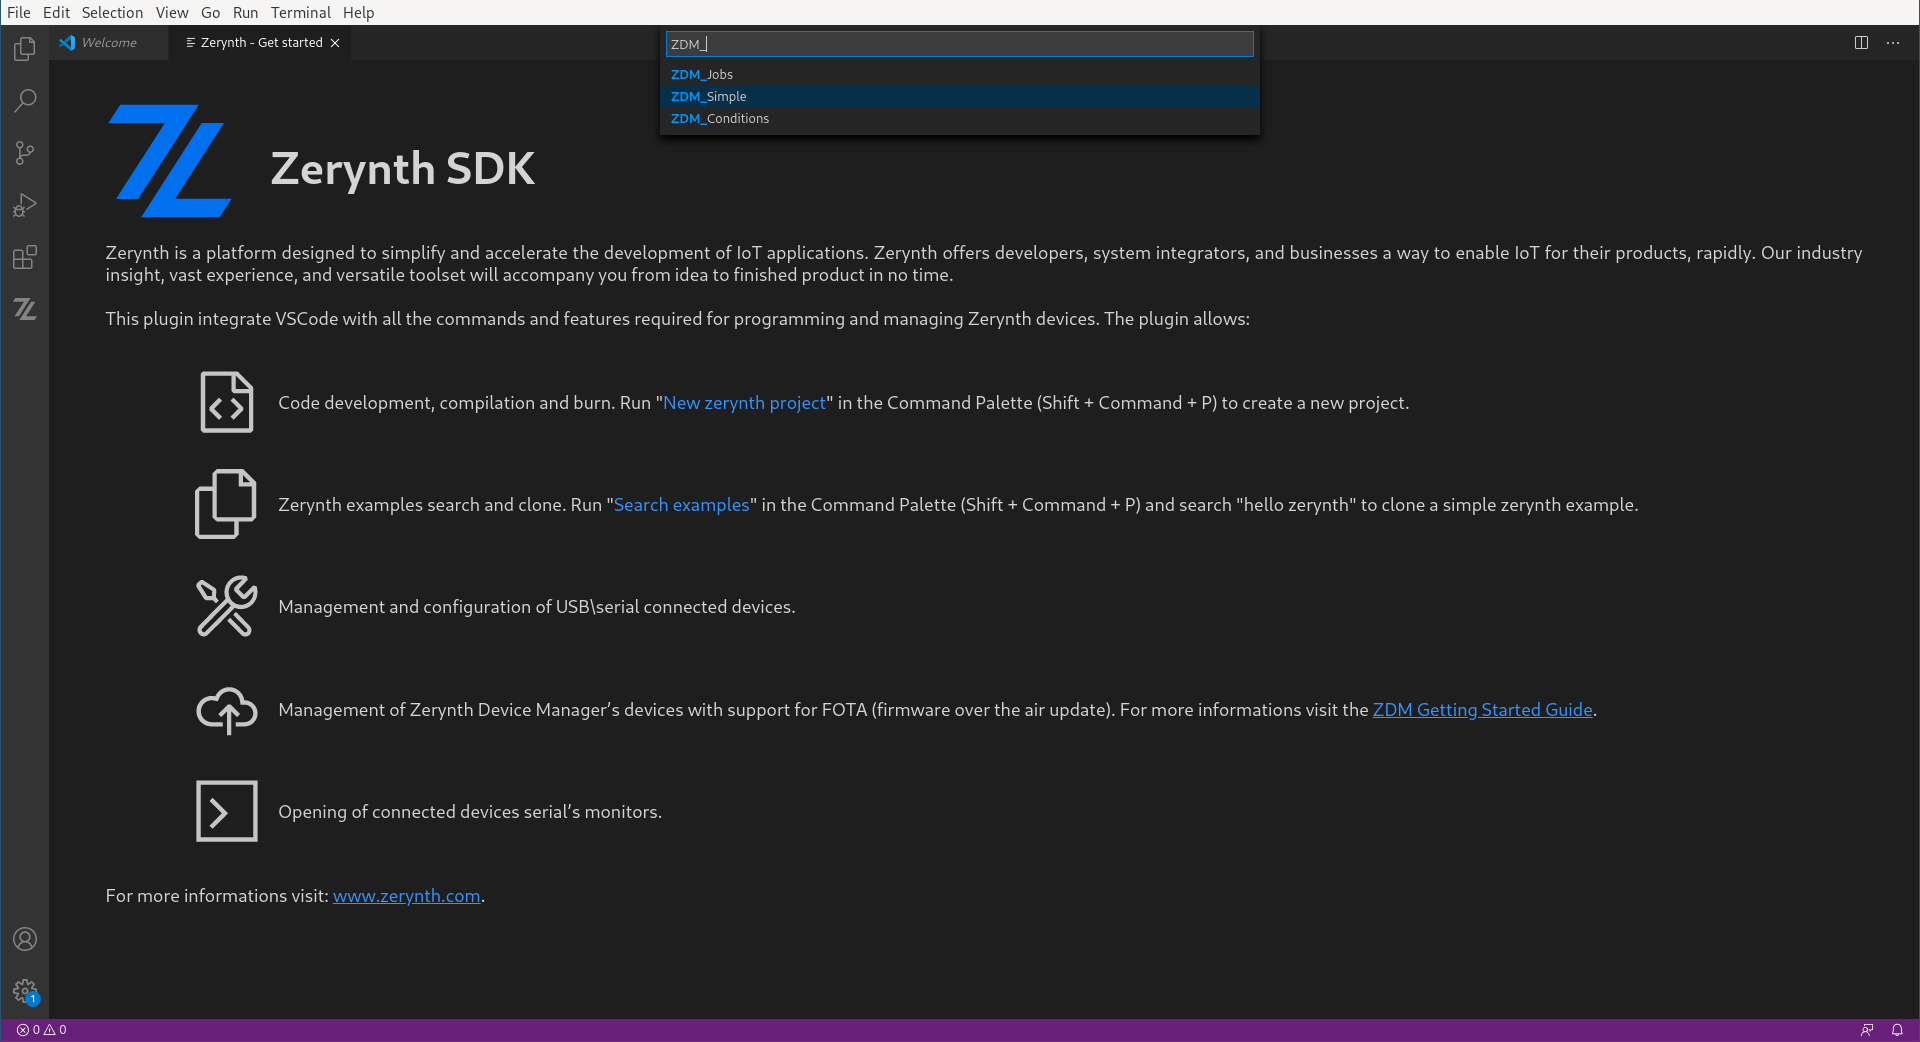 File Edit Selection View Go Run Terminal Help
Welcome
Zerynth - Get started
ZDM_
ZDM_Jobs
ZDM_Simple
ZDM_Conditions
Zerynth SDK
Zerynth is a platform designed to simplify and accelerate the development of IoT applications. Zerynth offers developers, system integrators, and businesses a way to enable IoT for their products, rapidly. Our industry
insight, vast experience, and versatile toolset will accompany you from idea to finished product in no time.
This plugin integrate VSCode with all the commands and features required for programming and managing Zerynth devices. The plugin allows:
Code development, compilation and burn. Run "New zerynth project" in the Command Palette (Shift + Command + P) to create a new project.
Zerynth examples search and clone. Run "Search examples" in the Command Palette (Shift + Command + P) and search "hello zerynth" to clone a simple zerynth example.
Management and configuration of USB\serial connected devices.
Management of Zerynth Device Manager’s devices with support for FOTA (firmware over the air update). For more informations visit the ZDM Getting Started Guide.
Opening of connected devices serial’s monitors.
For more informations visit: www.zerynth.com.
1
0 0